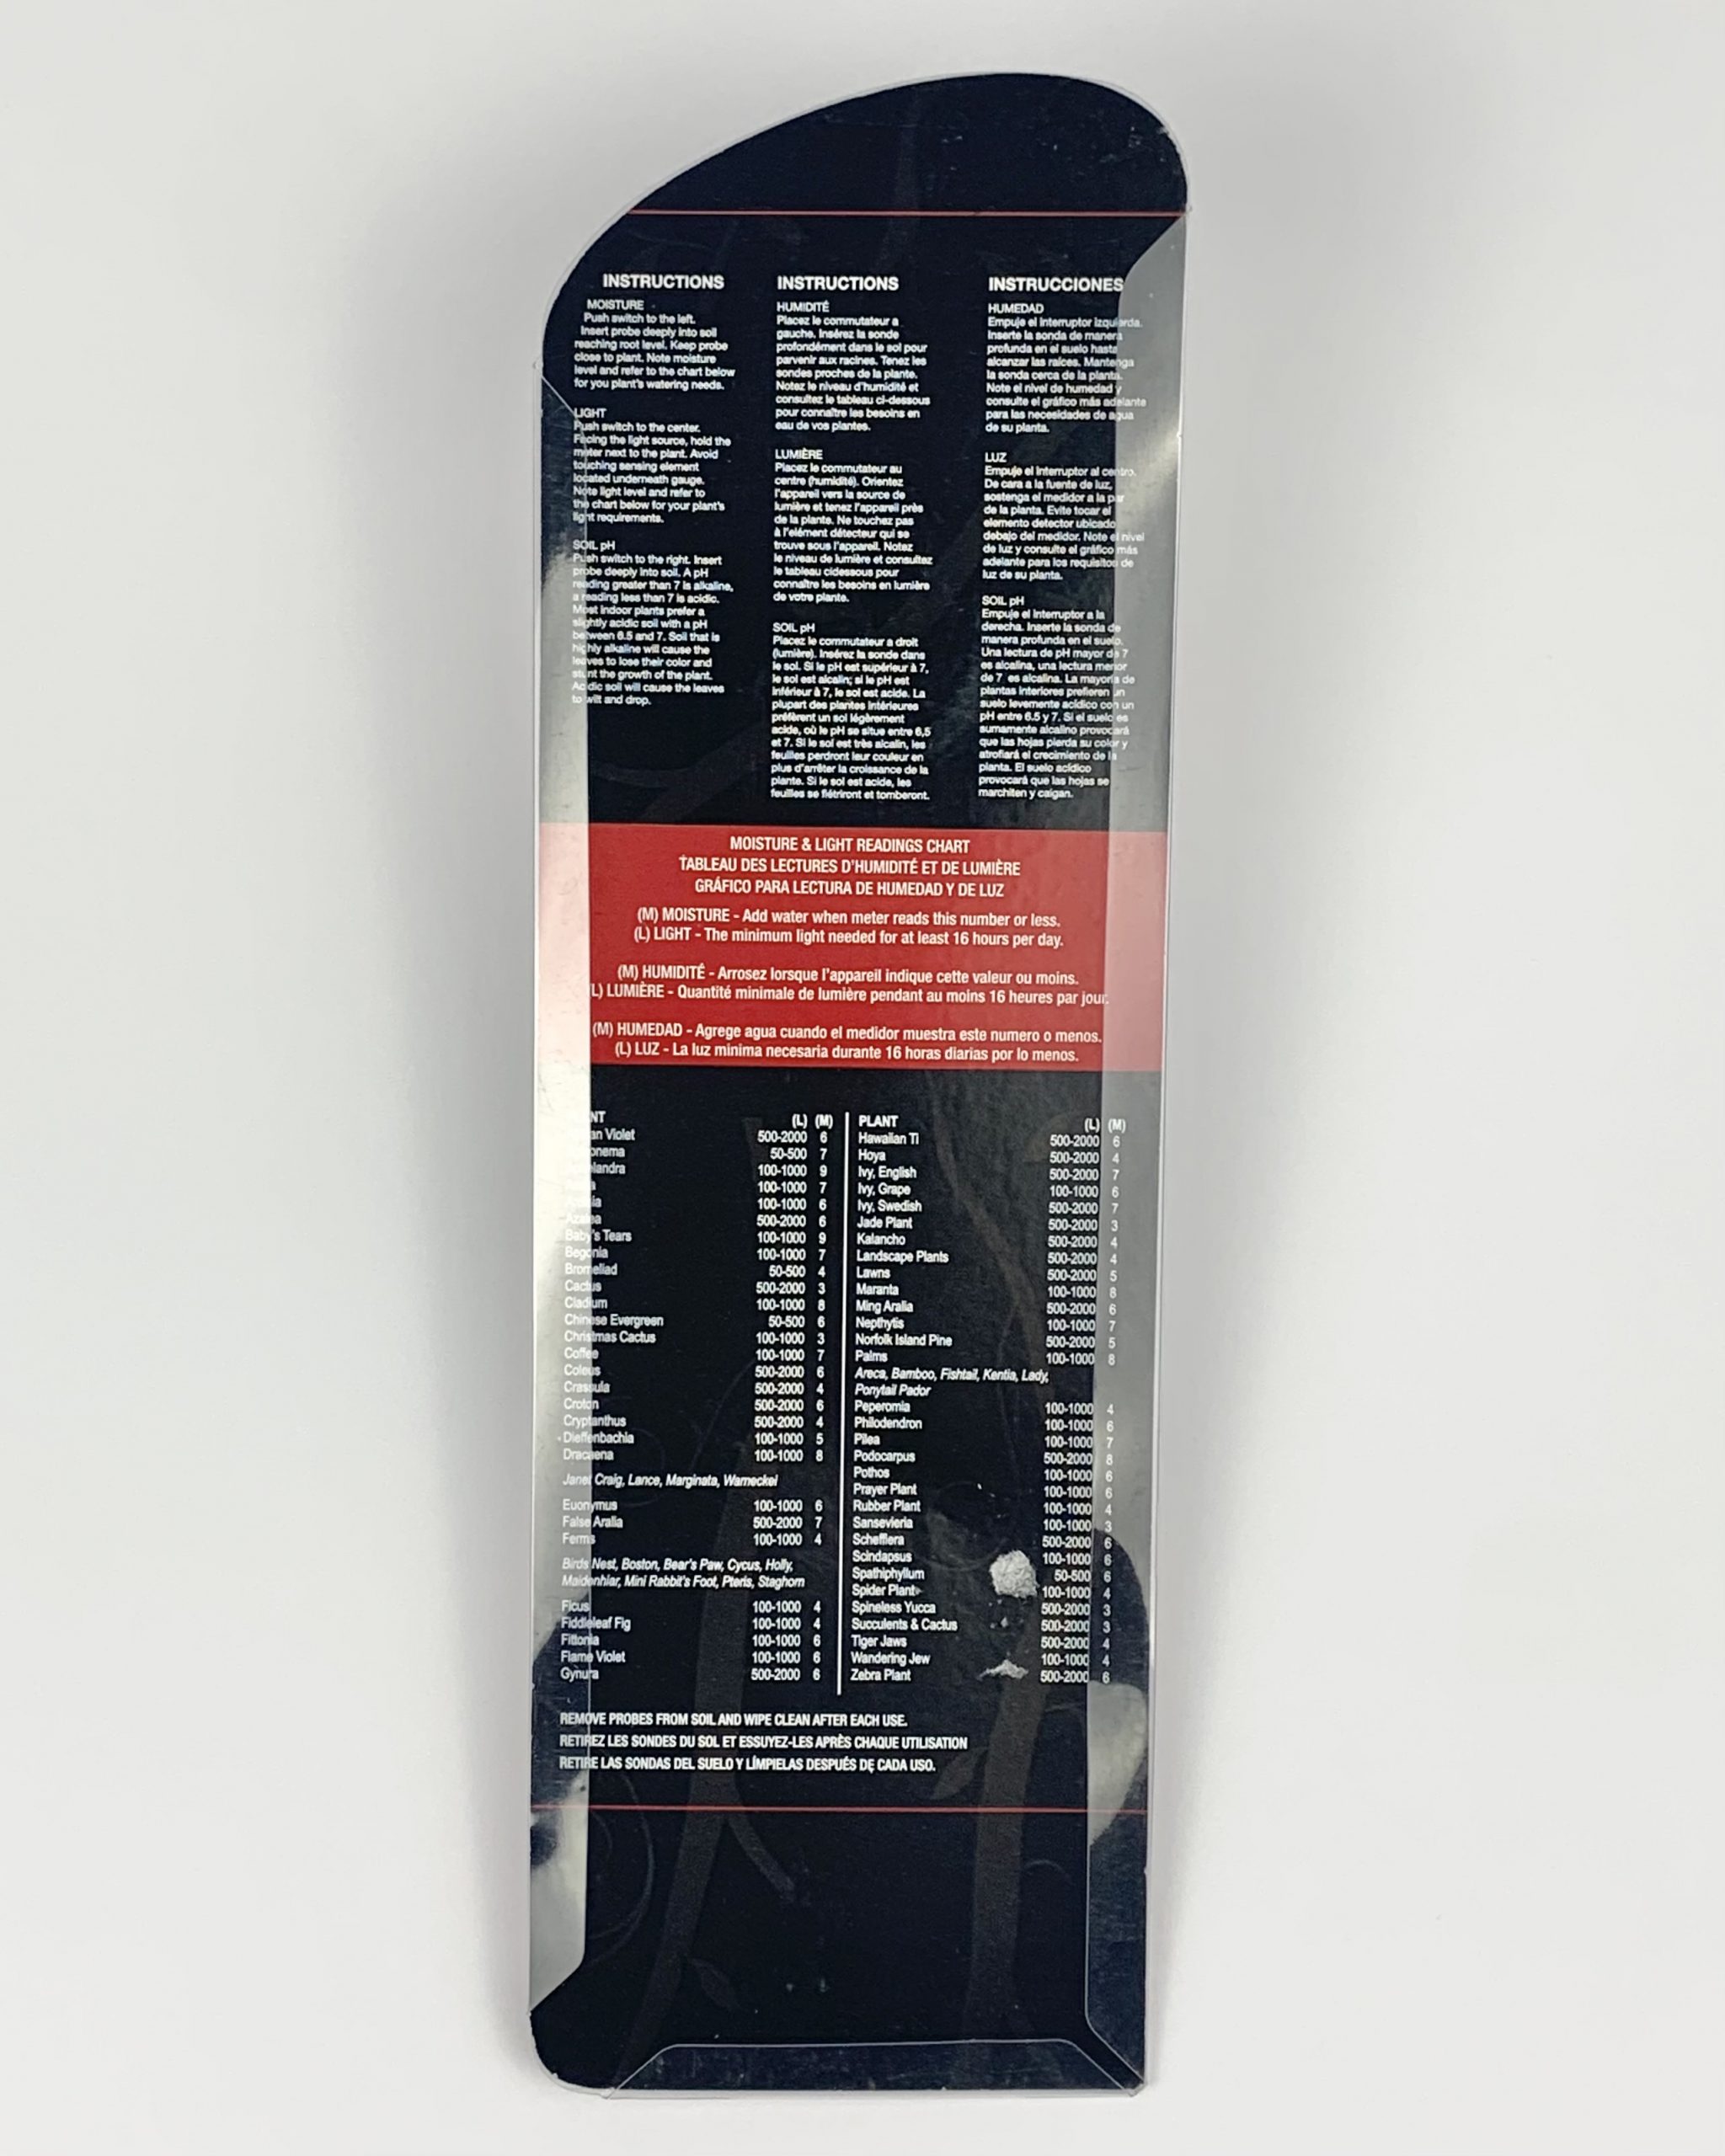 INSTRUCTIONS
MOISTURE
Push switch to the left.
Insert probe deeply into soil
reaching root level. Keep probe
close to plant. Note moisture
level and refer to the chart below
for you plant's watering needs.
LIGHT
Push switch to the center.
Facing the light source, hold the
meter next to the plant. Avoid
touching sensing element
located underneath gauge.
Note light level and refer to
the chart below for your plant's
light requirements.
SOIL pH
Push switch to the right. Insert
probe deeply into soil. A pH
reading greater than 7 is alkaline,
a reading less than 7 is acidic.
Most indoor plants prefer a
slightly acidic soil with a pH
between 6.5 and 7. Soil that is
highly alkaline will cause the
leaves to lose their color and
stunt the growth of the plant.
Acidic soil will cause the leaves
to wilt and drop.
INSTRUCTIONS
HUMIDITÉ
Placez le commutateur a
gauche. Insérez la sonde
profondément dans le sol pour
parvenir aux racines. Tenez les
sondes proches de la plante.
Notez le niveau d'humidité et
consultez le tableau ci-dessous
pour connaître les besoins en
eau de vos plantes.
LUMIÈRE
Placez le commutateur au
centre (humidité). Orientez
l'appareil vers la source de
lumière et tenez l'appareil près
de la plante. Ne touchez pas
à l'elément détecteur qui se
trouve sous l'appareil. Notez
le niveau de lumière et consultez
le tableau cidessous pour
connaître les besoins en lumière
de votre plante.
SOIL pH
Placez le commutateur a droit
(lumière). Insérez la sonde dans
le sol. Si le pH est supérieur à 7,
le sol est alcalin; si le pH est
inférieur à 7, le sol est acide. La
plupart des plantes intérieures
préfèrent un sol légèrement
acide, où le pH se situe entre 6,5
et 7. Si le sol est très alcalin, les
feuilles perdront leur couleur en
plus d'arrêter la croissance de la
plante. Si le sol est acide, les
feuilles se flétriront et tomberont.
INSTRUCCIONES
HUMEDAD
Empuje el interruptor izquierda.
Inserte la sonda de manera
profunda en el suelo hasta
alcanzar las raíces. Mantenga
la sonda cerca de la planta.
Note el nivel de humedad y
consulte el gráfico más adelante
para las necesidades de agua
de su planta.
LUZ
Empuje el interruptor al centro.
De cara a la fuente de luz,
sostenga el medidor a la par
de la planta. Evite tocar el
elemento detector ubicado
debajo del medidor. Note el nivel
de luz y consulte el gráfico más
adelante para los requisitos de
luz de su planta.
SOIL pH
Empuje el interruptor a la
derecha. Inserte la sonda de
manera profunda en el suelo.
Una lectura de pH mayor de 7
es alcalina, una lectura menor
de 7 es alcalina. La mayoría de
plantas interiores prefieren un
suelo levemente acídico con un
pH entre 6.5 y 7. Si el suelo es
sumamente alcalino provocará
que las hojas pierda su color y
atrofiará el crecimiento de la
planta. El suelo acídico
provocará que las hojas se
marchiten y caigan.
MOISTURE & LIGHT READINGS CHART
TABLEAU DES LECTURES D'HUMIDITÉ ET DE LUMIÈRE
GRÁFICO PARA LECTURA DE HUMEDAD Y DE LUZ
(M) MOISTURE - Add water when meter reads this number or less.
(L) LIGHT - The minimum light needed for at least 16 hours per day.
(M) HUMIDITÉ - Arrosez lorsque l'appareil indique cette valeur ou moins.
L) LUMIÈRE - Quantité minimale de lumière pendant au moins 16 heures par jour.
(M) HUMEDAD - Agrege agua cuando el medidor muestra este numero o menos.
(L) LUZ - La luz minima necesaria durante 16 horas diarias por lo menos.
(L) (M)
Violet 500-2000 6
50-500 7
100-1000 9
100-1000 7
100-1000 6
Azalea 500-2000 6
Baby's Tears 100-1000 9
Begonia 100-1000 7
Bromeliad 50-500 4
Cactus 500-2000 3
Cladium 100-1000 8
Chinese Evergreen 50-500 6
Christmas Cactus 100-1000 3
Coffee 100-1000 7
Coleus 500-2000 6
Crassula 500-2000 4
Croton 500-2000 6
Cryptanthus 500-2000 4
Dieffenbachia 100-1000 5
Dracaena 100-1000 8
Janet Craig, Lance, Marginata, Warneckei
Euonymus 100-1000 6
False Aralia 500-2000 7
Ferms 100-1000 4
Birds Nest, Boston, Bear's Paw, Cycus, Holly,
Maidenhiar, Mini Rabbit's Foot, Pteris, Staghorn
Ficus 100-1000 4
Fiddleleaf Fig 100-1000 4
Fittonia 100-1000 6
Flame Violet 100-1000 6
Gynura 500-2000 6
PLANT (L) (M)
Hawaiian Ti 500-2000 6
Hoya 500-2000 4
Ivy, English 500-2000 7
Ivy, Grape 100-1000 6
Ivy, Swedish 500-2000 7
Jade Plant 500-2000 3
Kalancho 500-2000 4
Landscape Plants 500-2000 4
Lawns 500-2000 5
Maranta 100-1000 8
Ming Aralia 500-2000 6
Nepthytis 100-1000 7
Norfolk Island Pine 500-2000 5
Palms 100-1000 8
Areca, Bamboo, Fishtail, Kentia, Lady,
Ponytail Pador
Peperomia 100-1000 4
Philodendron 100-1000 6
Pilea 100-1000 7
Podocarpus 500-2000 8
Pothos 100-1000 6
Prayer Plant 100-1000 6
Rubber Plant 100-1000 4
Sansevieria 100-1000 3
Schefflera 500-2000 6
Scindapsus 100-1000 6
Spathiphyllum 50-500 6
Spider Plant 100-1000 4
Spineless Yucca 500-2000 3
Succulents & Cactus 500-2000 3
Tiger Jaws 500-2000 4
Wandering Jew 100-1000 4
Zebra Plant 500-2000 6
REMOVE PROBES FROM SOIL AND WIPE CLEAN AFTER EACH USE.
RETIREZ LES SONDES DU SOL ET ESSUYEZ-LES APRÈS CHAQUE UTILISATION
RETIRE LAS SONDAS DEL SUELO Y LÍMPIELAS DESPUÉS DE CADA USO.